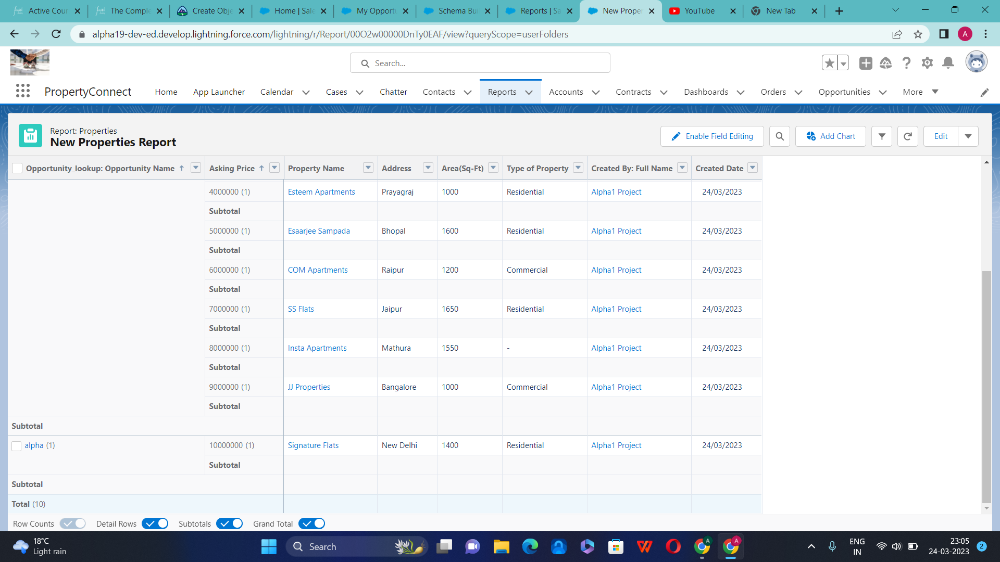 Active Cour
The Comple
Create Obje
Home | Sale
My Opportu
Schema Bui
Reports | Sa
New Proper
YouTube
New Tab
alpha19-dev-ed.develop.lightning.force.com/lightning/r/Report/00O2w00000DnTy0EAF/view?queryScope=userFolders
A
Search...
PropertyConnect
Home
App Launcher
Calendar
Cases
Chatter
Contacts
Reports
Accounts
Contracts
Dashboards
Orders
Opportunities
More
Report: Properties
New Properties Report
Enable Field Editing
Add Chart
Edit
Opportunity_lookup: Opportunity Name ↑ Asking Price ↑ Property Name Address Area(Sq-Ft) Type of Property Created By: Full Name Created Date
4000000 (1) Esteem Apartments Prayagraj 1000 Residential Alpha1 Project 24/03/2023
Subtotal
5000000 (1) Esaarjee Sampada Bhopal 1600 Residential Alpha1 Project 24/03/2023
Subtotal
6000000 (1) COM Apartments Raipur 1200 Commercial Alpha1 Project 24/03/2023
Subtotal
7000000 (1) SS Flats Jaipur 1650 Residential Alpha1 Project 24/03/2023
Subtotal
8000000 (1) Insta Apartments Mathura 1550 - Alpha1 Project 24/03/2023
Subtotal
9000000 (1) JJ Properties Bangalore 1000 Commercial Alpha1 Project 24/03/2023
Subtotal
Subtotal
alpha (1) 10000000 (1) Signature Flats New Delhi 1400 Residential Alpha1 Project 24/03/2023
Subtotal
Subtotal
Total (10)
Row Counts Detail Rows Subtotals Grand Total
18°C
Light rain
Search
A
A
ENG
IN
23:05
24-03-2023
2